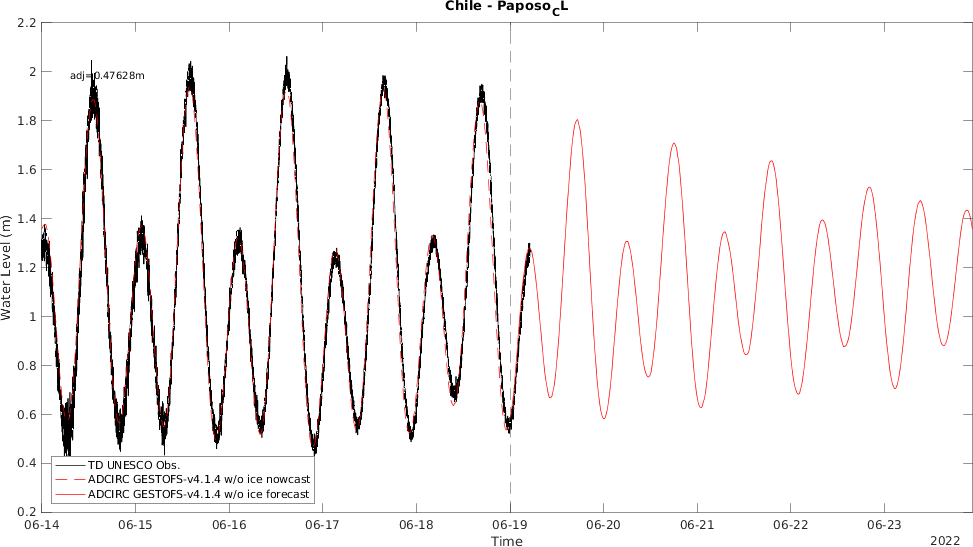 Chile - Paposo_CL
2.2
2
1.8
1.6
1.4
1.2
1
0.8
0.6
0.4
0.2
Water Level (m)
adj=0.47628m
TD UNESCO Obs.
ADCIRC GESTOFS-v4.1.4 w/o ice nowcast
ADCIRC GESTOFS-v4.1.4 w/o ice forecast
06-14 06-15 06-16 06-17 06-18 06-19 06-20 06-21 06-22 06-23
Time
2022